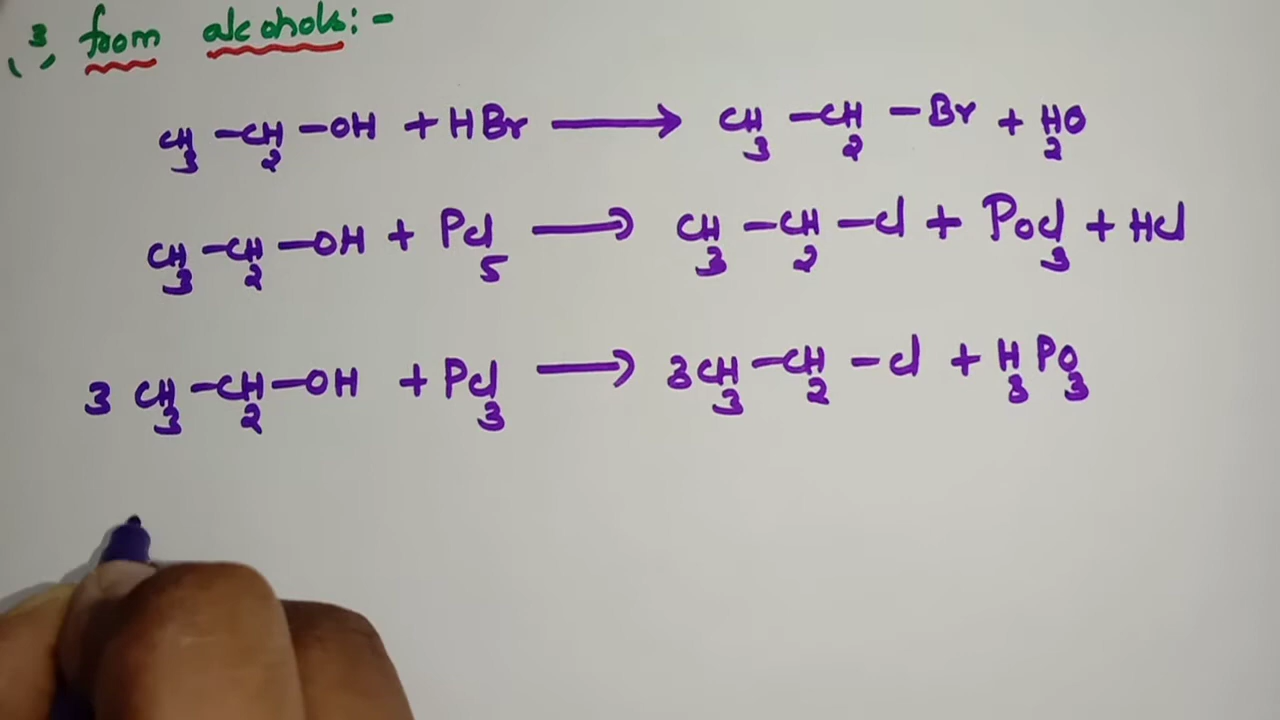 (3) from alcohols:-
CH₃-CH₂-OH + HBr ⟶ CH₃-CH₂-Br + H₂O
CH₃-CH₂-OH + PCl₅ ⟶ CH₃-CH₂-Cl + POCl₃ + HCl
3 CH₃-CH₂-OH + PCl₃ ⟶ 3CH₃-CH₂-Cl + H₃PO₃